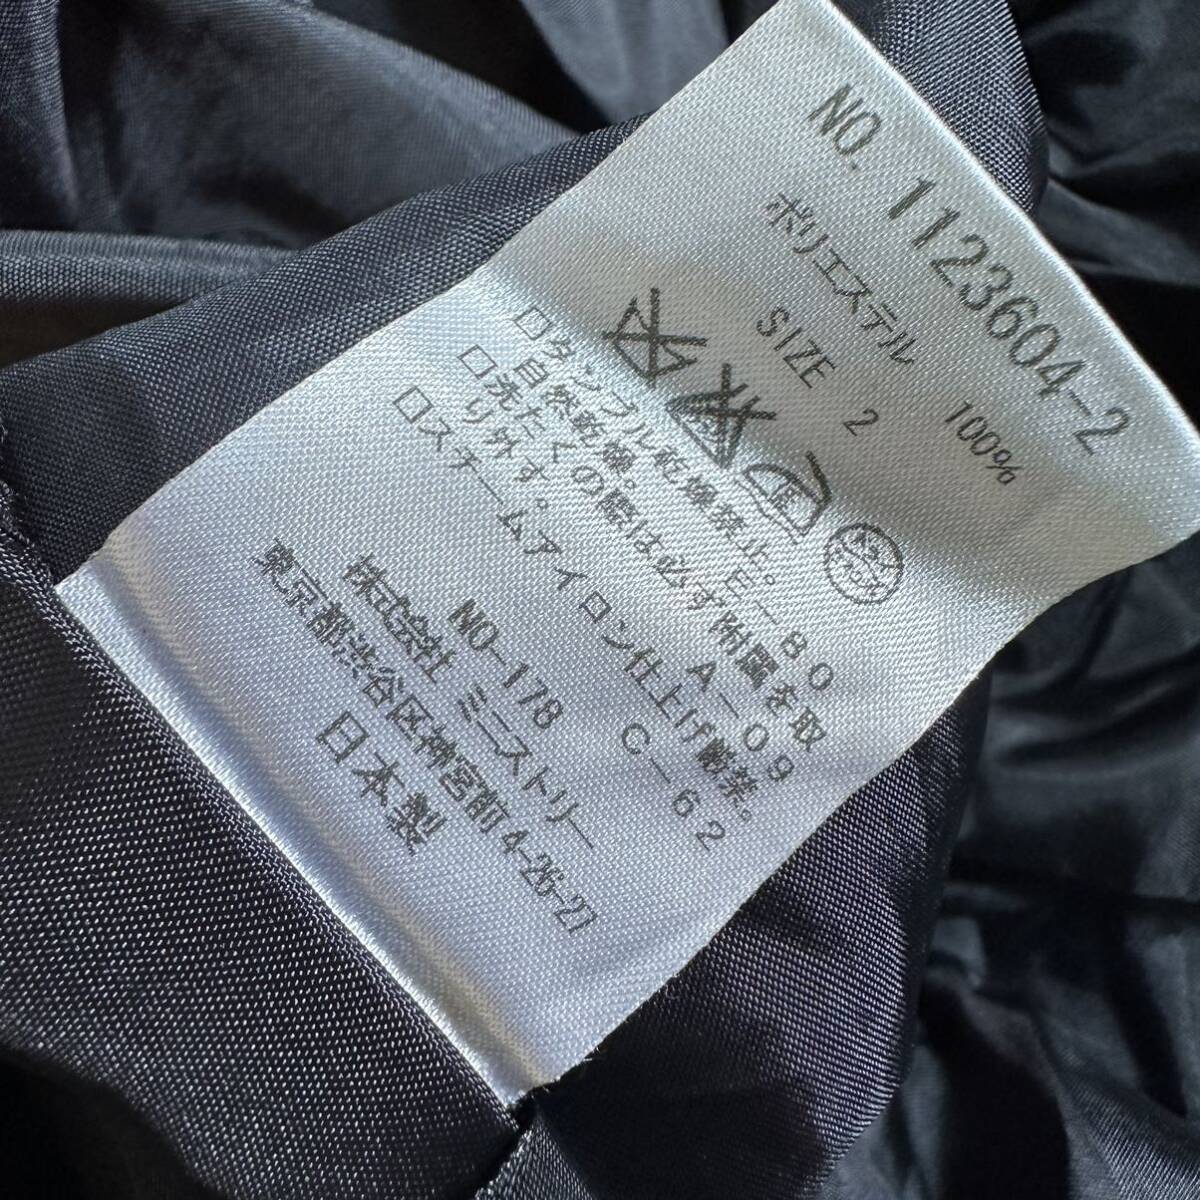 NO. 1123604-2
ポリエステル 100%
SIZE 2
□タンブル乾燥禁止。E-80
自然乾燥。 A-09
□洗たくの際は必ず附属を取
り外す。 C-62
□スチームアイロン仕上げ厳禁。
NO-178
株式会社 ミニストリー
東京都渋谷区神宮前4-26-21
日本製